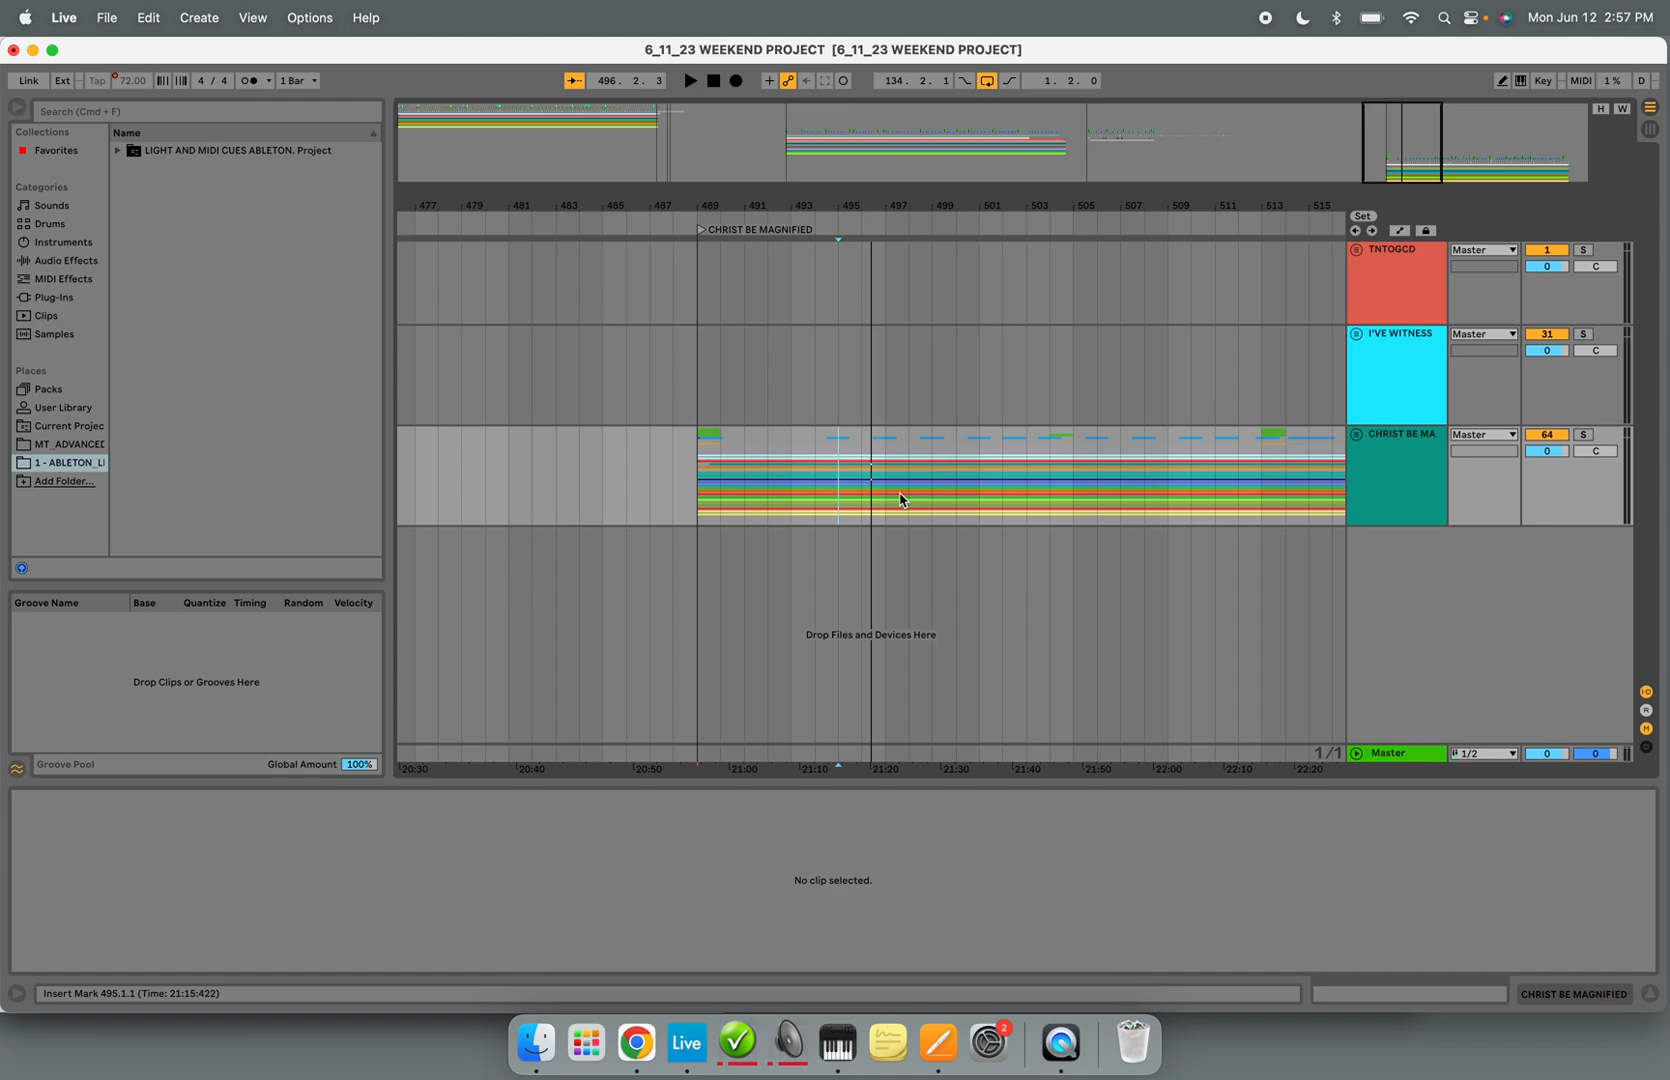 Live File Edit Create View Options Help Mon Jun 12 2:57 PM
6_11_23 WEEKEND PROJECT [6_11_23 WEEKEND PROJECT]
Link Ext Tap 72.00 4 / 4 1 Bar 496. 2. 3 134. 2. 1 1. 2. 0 Key MIDI 1 % D
Search (Cmd + F)
H W
Collections
Name
Favorites
LIGHT AND MIDI CUES ABLETON. Project
Categories
Sounds
Drums
Instruments
Audio Effects
MIDI Effects
Plug-Ins
Clips
Samples
Places
Packs
User Library
Current Projec
MT_ADVANCED
1 - ABLETON_LI
Add Folder...
477 479 481 483 485 487 489 491 493 495 497 499 501 503 505 507 509 511 513 515
Set
CHRIST BE MAGNIFIED
TNTOGCD Master 1 S
0 C
I'VE WITNESS Master 31 S
0 C
CHRIST BE MA Master 64 S
0 C
Drop Files and Devices Here
Groove Name Base Quantize Timing Random Velocity
Drop Clips or Grooves Here
I·O
R
M
1/1 Master 1/2 0 0
Groove Pool Global Amount 100%
20:30 20:40 20:50 21:00 21:10 21:20 21:30 21:40 21:50 22:00 22:10 22:20
No clip selected.
Insert Mark 495.1.1 (Time: 21:15:422)
CHRIST BE MAGNIFIED
Live
2